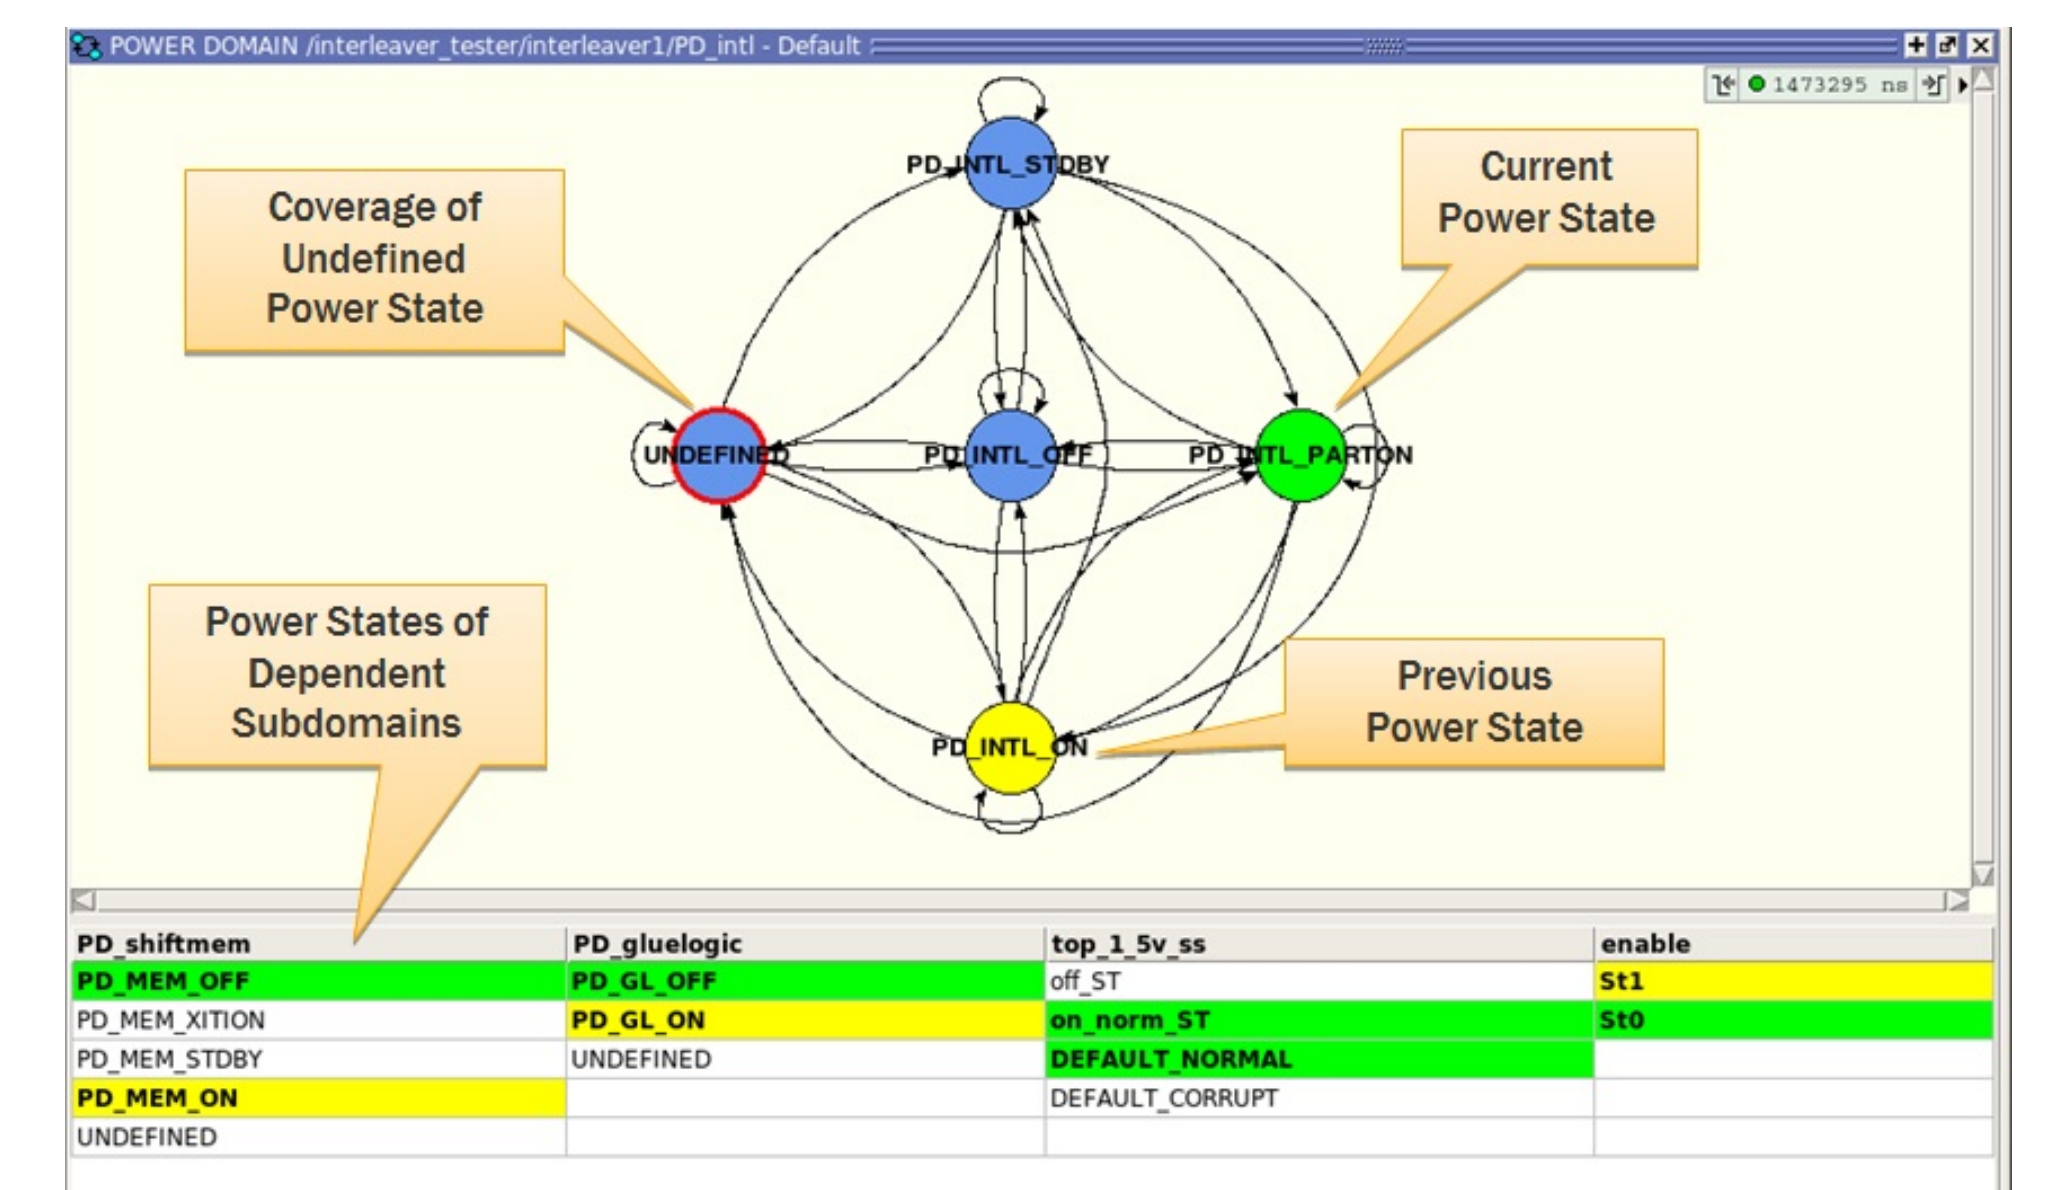 POWER DOMAIN /interleaver_tester/interleaver1/PD_intl - Default
1473295 ns
PD_INTL_STDBY
Coverage of
Undefined
Power State
Current
Power State
UNDEFINED
PD_INTL_OFF
PD_INTL_PARTON
Power States of
Dependent
Subdomains
Previous
Power State
PD_INTL_ON
PD_shiftmem PD_gluelogic top_1_5v_ss enable
PD_MEM_OFF PD_GL_OFF off_ST St1
PD_MEM_XITION PD_GL_ON on_norm_ST St0
PD_MEM_STDBY UNDEFINED DEFAULT_NORMAL
PD_MEM_ON DEFAULT_CORRUPT
UNDEFINED